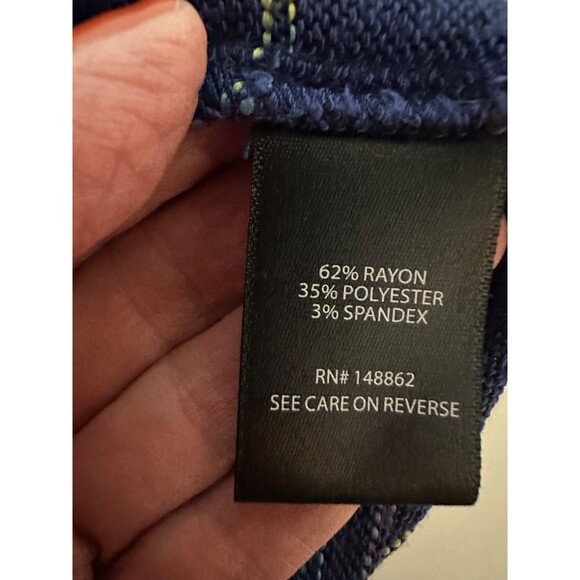 62% RAYON
35% POLYESTER
3% SPANDEX
RN# 148862
SEE CARE ON REVERSE